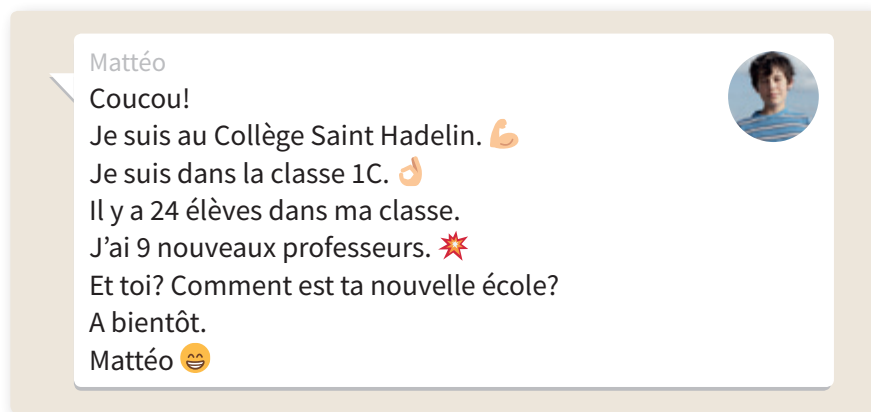 Mattéo
Coucou!
Je suis au Collège Saint Hadelin. 💪🏼
Je suis dans la classe 1C. 👌🏼
Il y a 24 élèves dans ma classe.
J’ai 9 nouveaux professeurs. 💥
Et toi? Comment est ta nouvelle école?
A bientôt.
Mattéo 😁